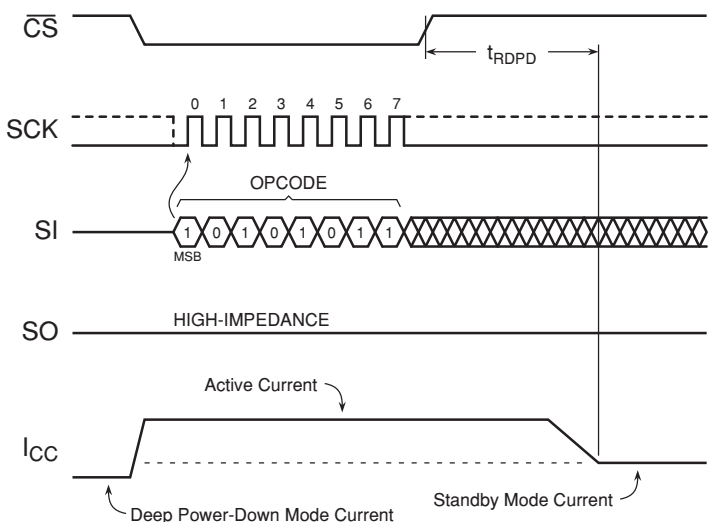 CS
tRDPD
0 1 2 3 4 5 6 7
SCK
OPCODE
SI
1 0 1 0 1 0 1 1
MSB
SO
HIGH-IMPEDANCE
Active Current
ICC
Deep Power-Down Mode Current
Standby Mode Current